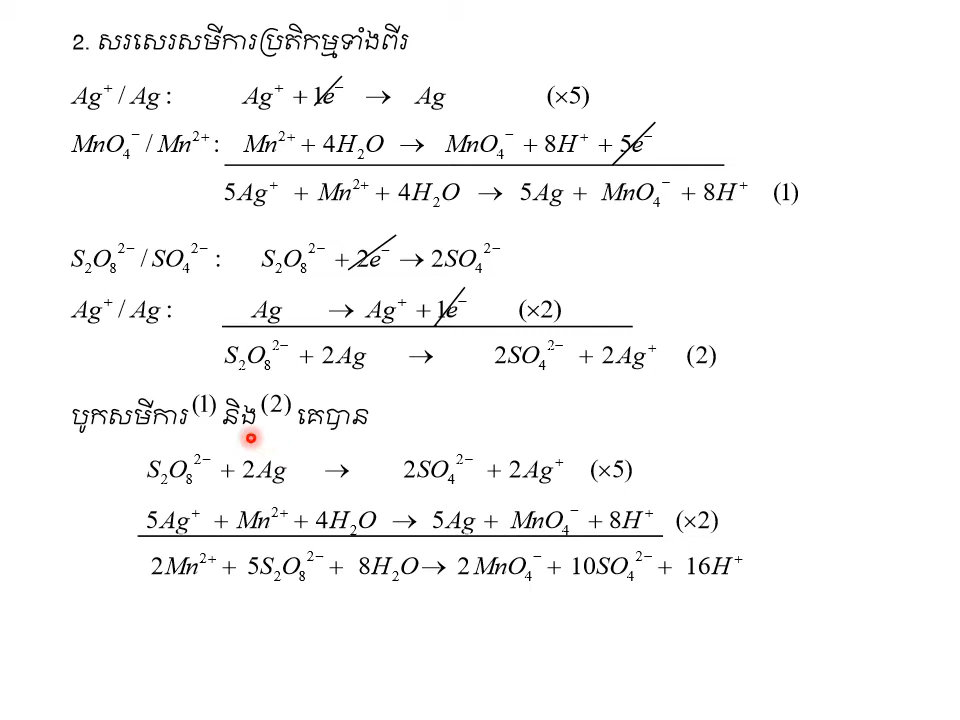 2. សរសេរសមីការប្រតិកម្មទាំងពីរ
Ag⁺ / Ag : Ag⁺ + 1e⁻ → Ag (×5)
MnO₄⁻ / Mn²⁺ : Mn²⁺ + 4H₂O → MnO₄⁻ + 8H⁺ + 5e⁻
5Ag⁺ + Mn²⁺ + 4H₂O → 5Ag + MnO₄⁻ + 8H⁺ (1)
S₂O₈²⁻ / SO₄²⁻ : S₂O₈²⁻ + 2e⁻ → 2SO₄²⁻
Ag⁺ / Ag : Ag → Ag⁺ + 1e⁻ (×2)
S₂O₈²⁻ + 2Ag → 2SO₄²⁻ + 2Ag⁺ (2)
បូកសមីការ (1) និង (2) គេបាន
S₂O₈²⁻ + 2Ag → 2SO₄²⁻ + 2Ag⁺ (×5)
5Ag⁺ + Mn²⁺ + 4H₂O → 5Ag + MnO₄⁻ + 8H⁺ (×2)
2Mn²⁺ + 5S₂O₈²⁻ + 8H₂O → 2MnO₄⁻ + 10SO₄²⁻ + 16H⁺